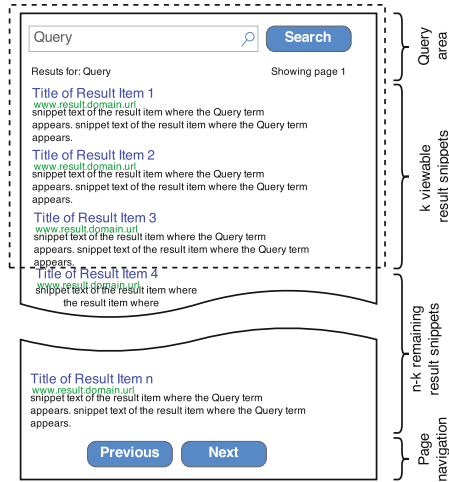 Query
Search
Resuts for: Query
Showing page 1
Title of Result Item 1
www.result.domain.url
snippet text of the result item where the Query term
appears. snippet text of the result item where the Query term
appears.
Title of Result Item 2
www.result.domain.url
snippet text of the result item where the Query term
appears. snippet text of the result item where the Query term
appears.
Title of Result Item 3
www.result.domain.url
snippet text of the result item where the Query term
appears. snippet text of the result item where the Query term
appears.
Title of Result Item 4
www.result.domain.url
snippet text of the result item where
the result item where
Title of Result Item n
www.result.domain.url
snippet text of the result item where the Query term
appears. snippet text of the result item where the Query term
appears.
Previous
Next
Query
area
k viewable
result snippets
n-k remaining
result snippets
Page
navigation